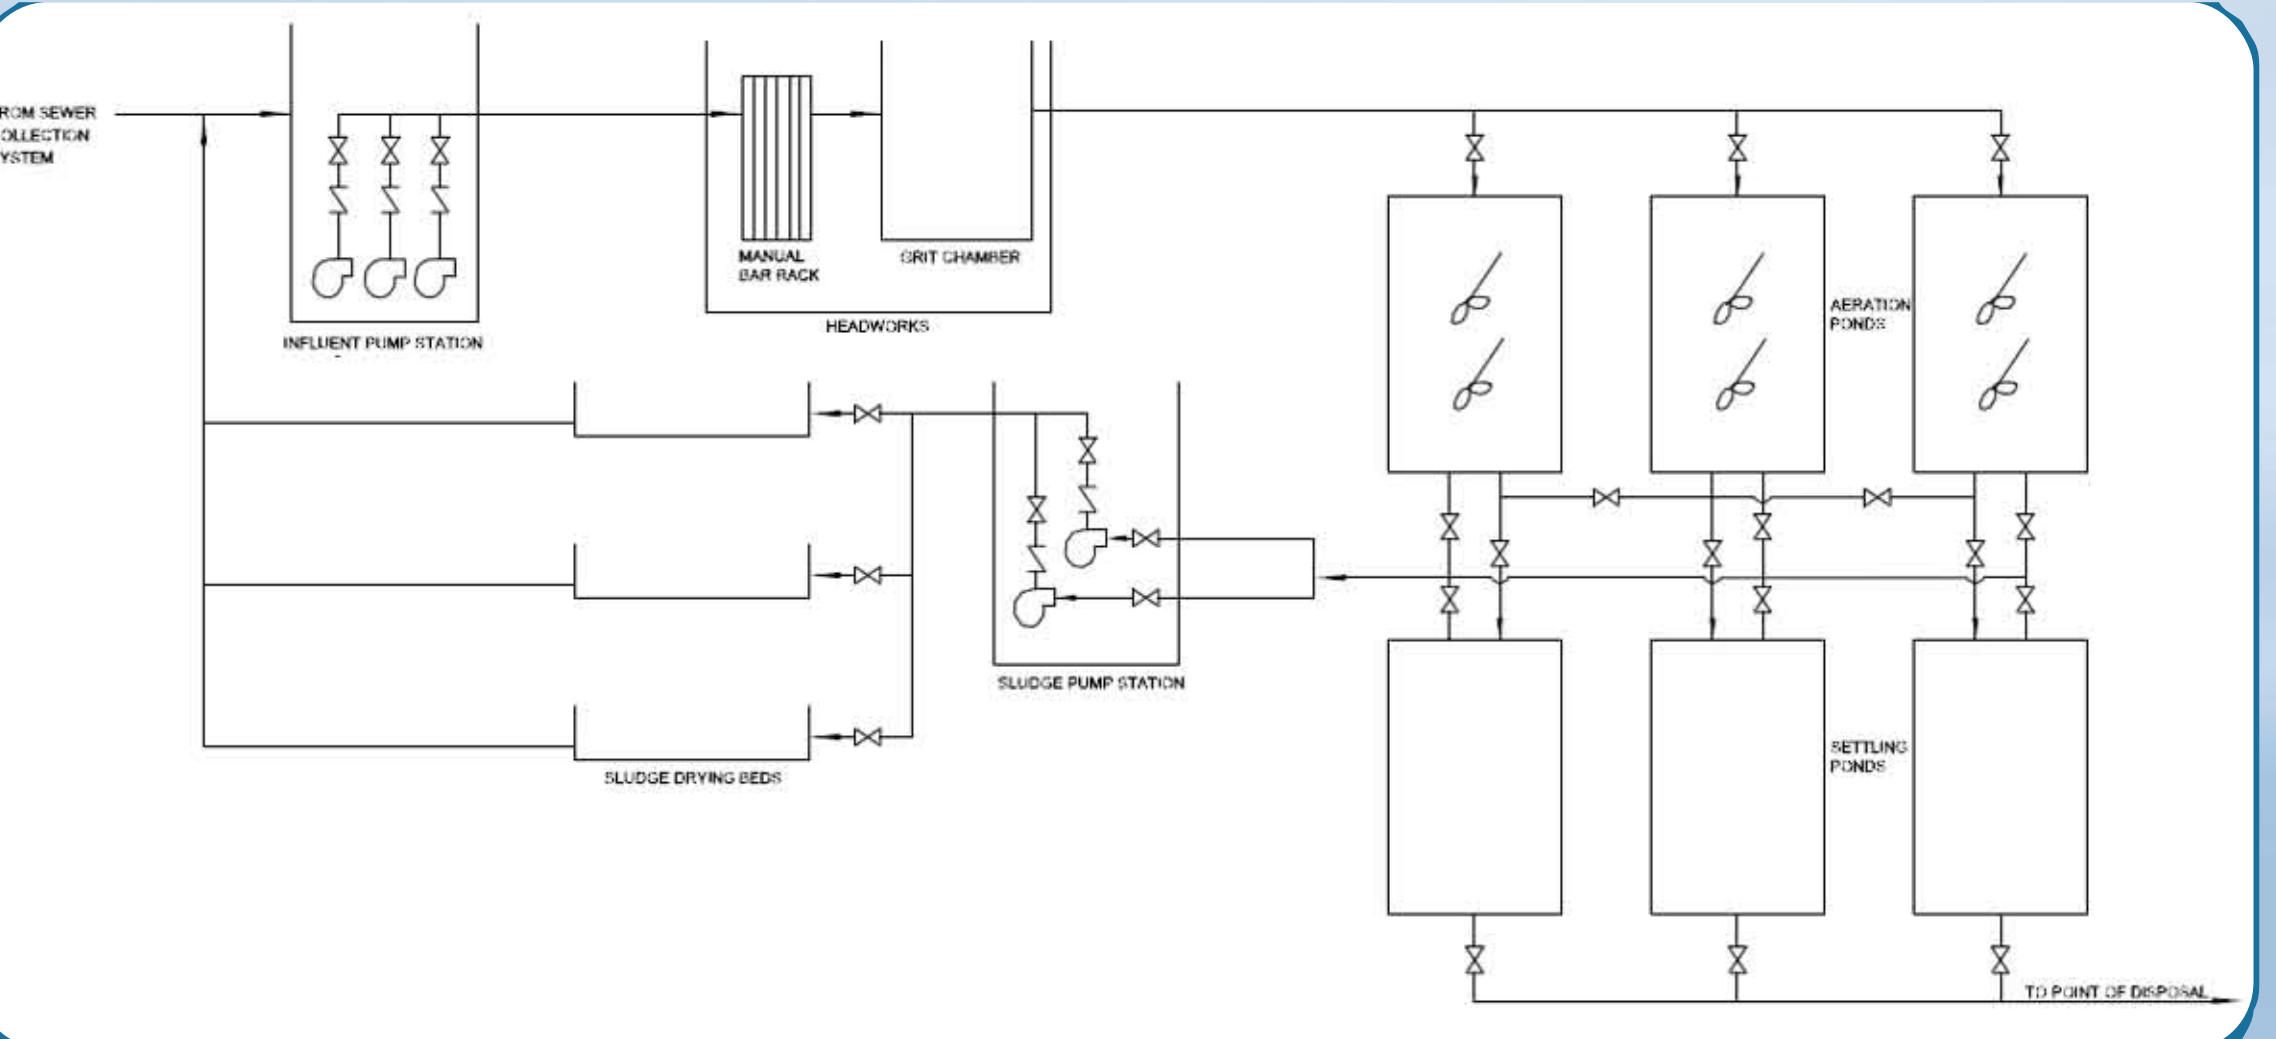 ROM SEWER
OLLECTION
YSTEM
INFLUENT PUMP STATION
MANUAL
BAR RACK
GRIT CHAMBER
HEADWORKS
AERATION
PONDS
SLUDGE PUMP STATION
SLUDGE DRYING BEDS
SETTLING
PONDS
TO POINT OF DISPOSAL